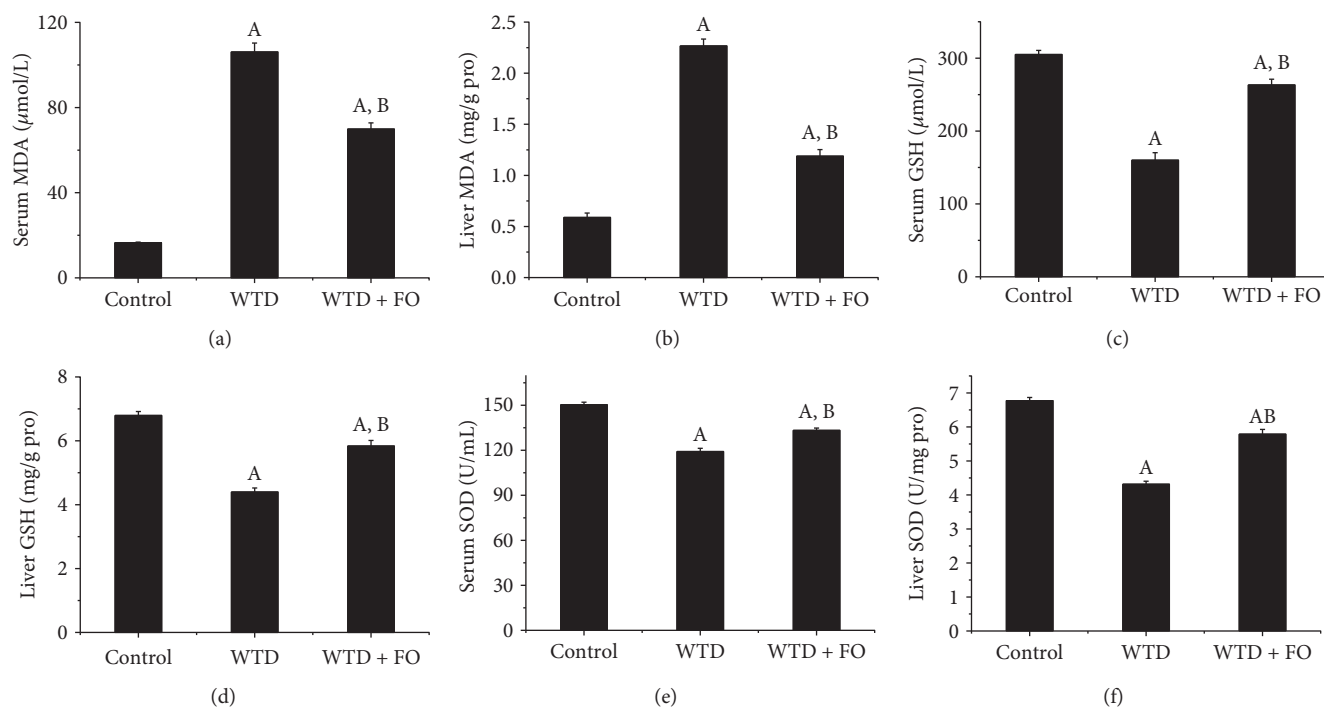 Serum MDA (μmol/L)
120
80
40
0
A
A, B
Control
WTD
WTD + FO
(a)
Liver MDA (mg/g pro)
2.5
2.0
1.5
1.0
0.5
0.0
A
A, B
Control
WTD
WTD + FO
(b)
Serum GSH (μmol/L)
300
200
100
0
A
A, B
Control
WTD
WTD + FO
(c)
Liver GSH (mg/g pro)
8
6
4
2
0
A
A, B
Control
WTD
WTD + FO
(d)
Serum SOD (U/mL)
150
120
90
60
30
0
A
A, B
Control
WTD
WTD + FO
(e)
Liver SOD (U/mg pro)
7
6
5
4
3
2
1
0
A
AB
Control
WTD
WTD + FO
(f)